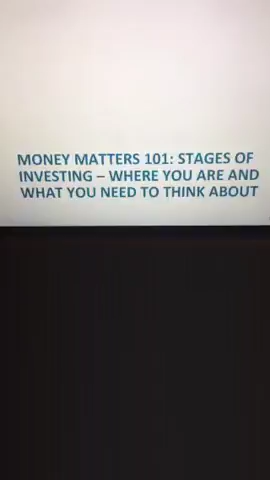 MONEY MATTERS 101: STAGES OF
INVESTING – WHERE YOU ARE AND
WHAT YOU NEED TO THINK ABOUT